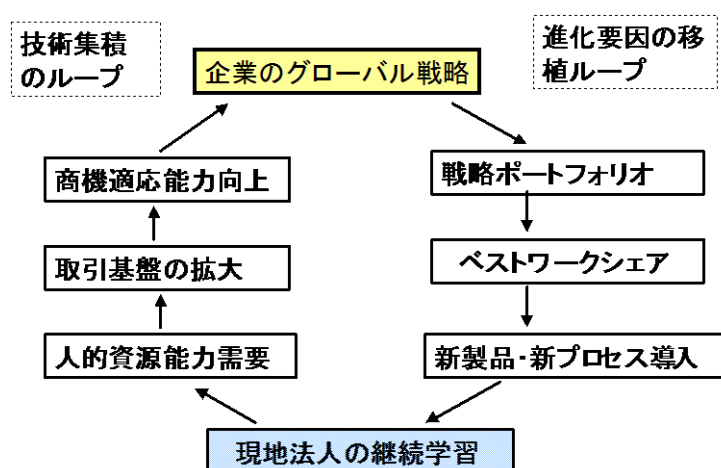 技術集積
のループ
企業のグローバル戦略
進化要因の移
植ループ
商機適応能力向上
戦略ポートフォリオ
取引基盤の拡大
ベストワークシェア
人的資源能力需要
新製品・新プロセス導入
現地法人の継続学習